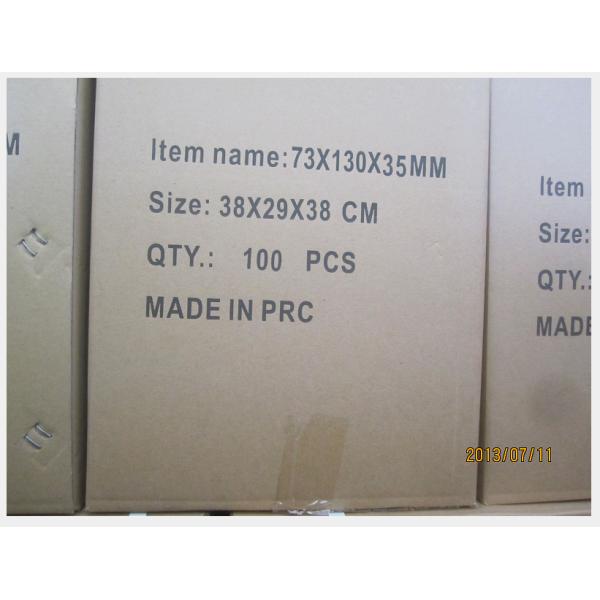 M
Item name:73X130X35MM
Size: 38X29X38 CM
QTY.: 100 PCS
MADE IN PRC
Item
Size:
QTY.:
MADE
2013/07/11